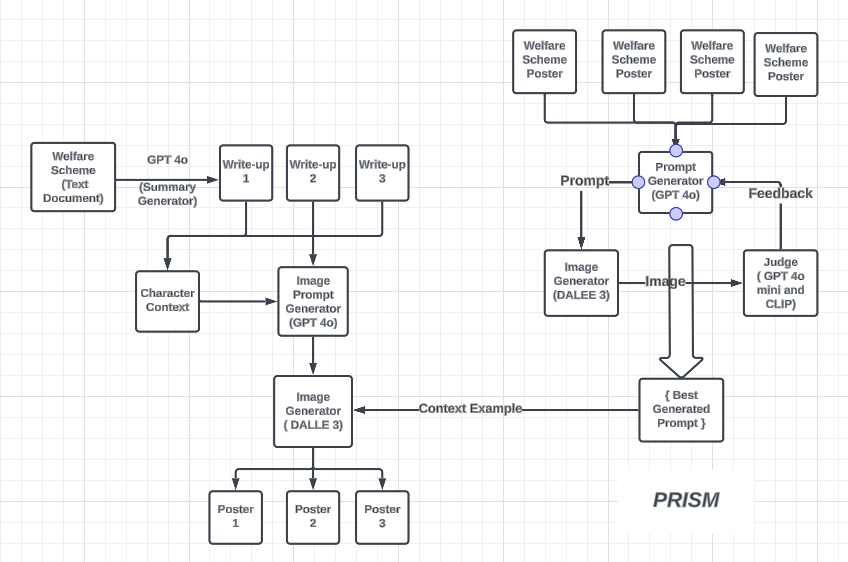 Welfare
Scheme
Poster
Welfare
Scheme
Poster
Welfare
Scheme
Poster
Welfare
Scheme
Poster
Welfare
Scheme
(Text
Document)
GPT 4o
(Summary
Generator)
Write-up
1
Write-up
2
Write-up
3
Prompt
Generator
(GPT 4o)
Prompt
Feedback
Character
Context
Image
Prompt
Generator
(GPT 4o)
Image
Generator
(DALEE 3)
Image
Judge
( GPT 4o
mini and
CLIP)
Image
Generator
( DALLE 3)
Context Example
{ Best
Generated
Prompt }
Poster
1
Poster
2
Poster
3
PRISM